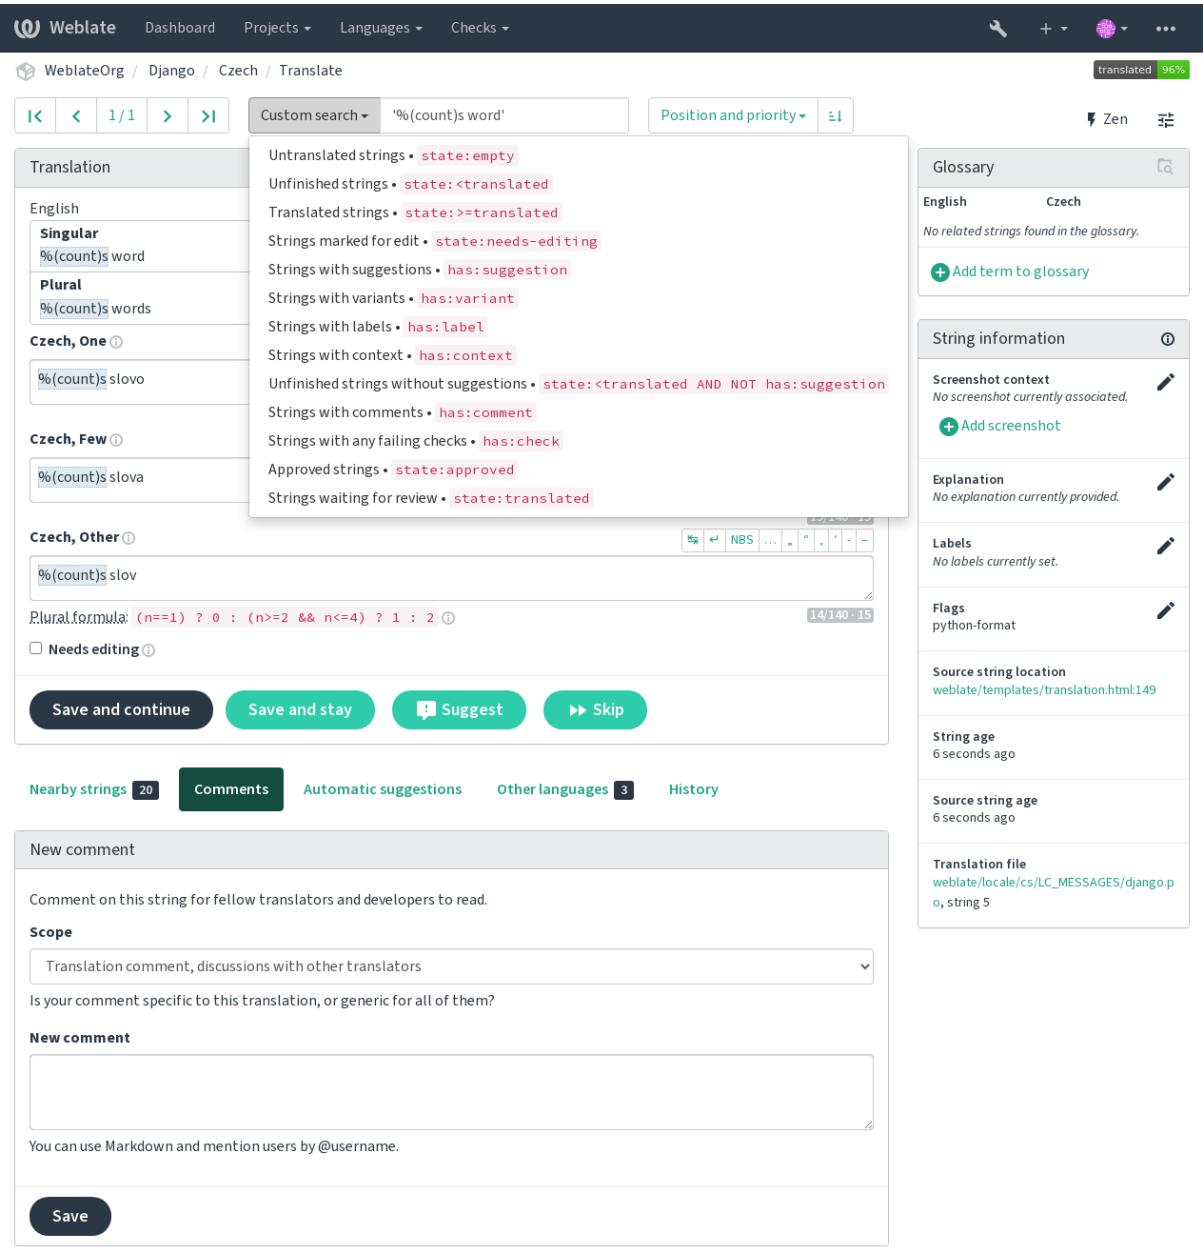 Weblate Dashboard Projects Languages Checks
WeblateOrg / Django / Czech / Translate
translated 96%
1 / 1
Custom search '%(count)s word'
Position and priority
Zen
Untranslated strings • state:empty
Unfinished strings • state:<translated
Translated strings • state:>=translated
Strings marked for edit • state:needs-editing
Strings with suggestions • has:suggestion
Strings with variants • has:variant
Strings with labels • has:label
Strings with context • has:context
Unfinished strings without suggestions • state:<translated AND NOT has:suggestion
Strings with comments • has:comment
Strings with any failing checks • has:check
Approved strings • state:approved
Strings waiting for review • state:translated
Translation
English
Singular
%(count)s word
Plural
%(count)s words
Czech, One
%(count)s slovo
Czech, Few
%(count)s slova
Czech, Other
↹ ↵ NBS … „ “ ‚ ‘ - –
%(count)s slov
Plural formula: (n==1) ? 0 : (n>=2 && n<=4) ? 1 : 2
14/140 · 15
Needs editing
Save and continue
Save and stay
Suggest
Skip
Nearby strings 20
Comments
Automatic suggestions
Other languages 3
History
New comment
Comment on this string for fellow translators and developers to read.
Scope
Translation comment, discussions with other translators
Is your comment specific to this translation, or generic for all of them?
New comment
You can use Markdown and mention users by @username.
Save
Glossary
English Czech
No related strings found in the glossary.
Add term to glossary
String information
Screenshot context
No screenshot currently associated.
Add screenshot
Explanation
No explanation currently provided.
Labels
No labels currently set.
Flags
python-format
Source string location
weblate/templates/translation.html:149
String age
6 seconds ago
Source string age
6 seconds ago
Translation file
weblate/locale/cs/LC_MESSAGES/django.p
o, string 5